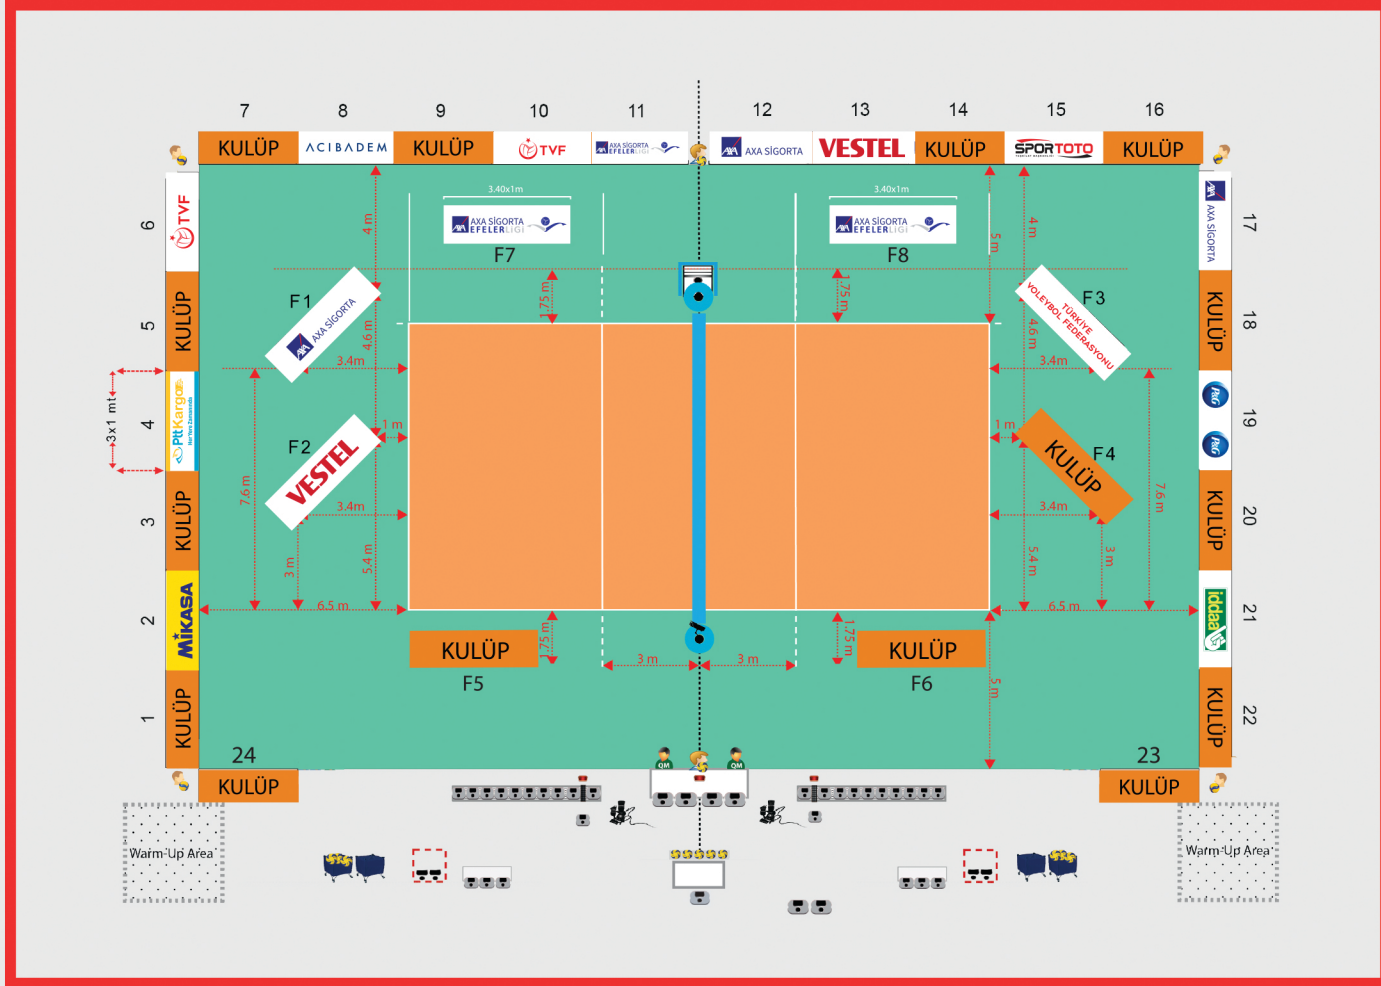 7 8 9 10 11 12 13 14 15 16
KULÜP ACIBADEM KULÜP TVF AXA SİGORTA EFELERLİGİ AXA SİGORTA VESTEL KULÜP SPORTOTO KULÜP
6
TVF
5
KULÜP
3x1 mt
4
PttKargo
3
KULÜP
2
MİKASA
1
KULÜP
17
AXA SİGORTA
18
KULÜP
19
P&G
P&G
20
KULÜP
21
iddaa
22
KULÜP
3.40x1m
AXA SİGORTA
EFELERLİGİ
F7
3.40x1m
AXA SİGORTA
EFELERLİGİ
F8
4 m
5 m
4 m
1.75 m
1.75 m
F1
AXA SİGORTA
4.6 m
3.4m
F3
TÜRKİYE
VOLEYBOL FEDERASYONU
4.6 m
3.4m
F2
VESTEL
1 m
7.6 m
3.4m
3 m
5.4 m
6.5 m
1 m
KULÜP
F4
3.4m
7.6 m
5.4 m
3 m
6.5 m
KULÜP
F5
1.75 m
3 m
3 m
1.75 m
KULÜP
F6
5 m
24
KULÜP
23
KULÜP
QM
QM
Warm-Up Area
Warm-Up Area